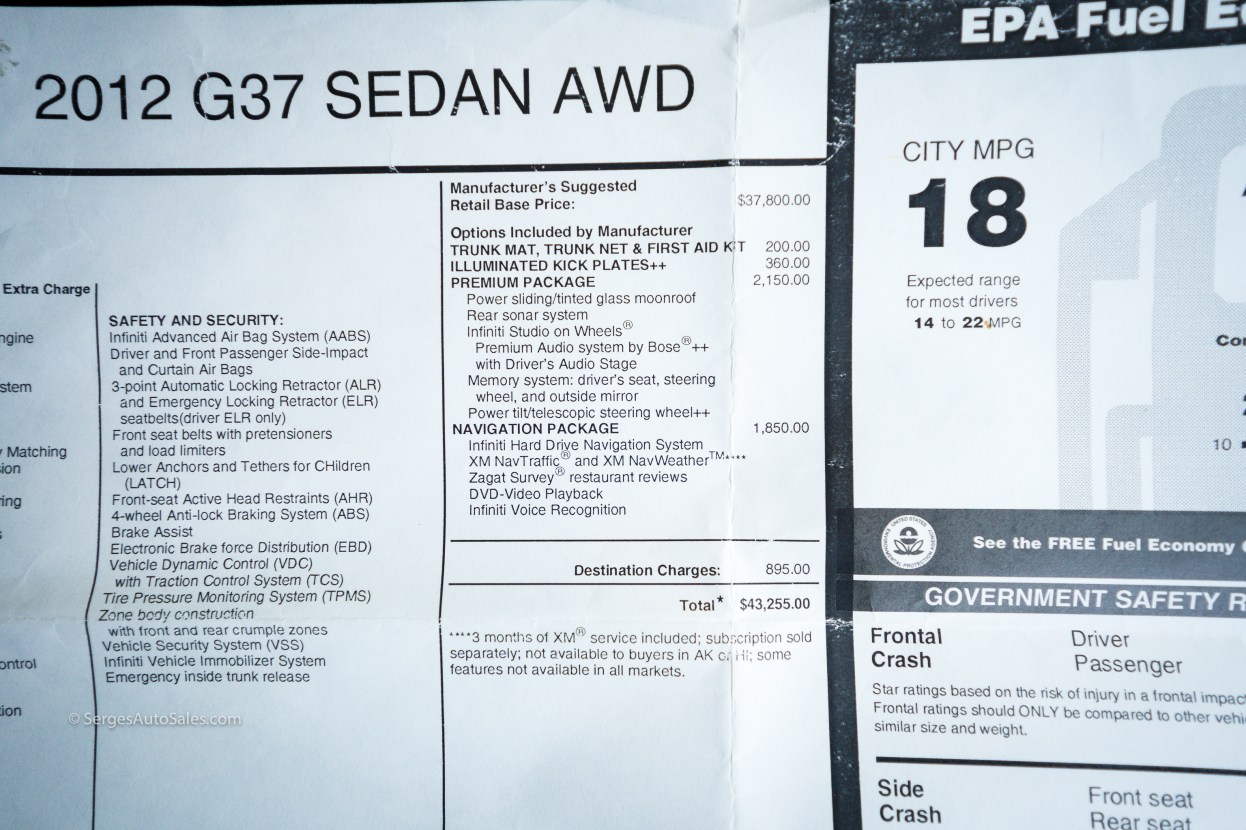 2012 G37 SEDAN AWD
Extra Charge
ngine
stem
Matching
sion
ring
s
ontrol
tion
SAFETY AND SECURITY:
Infiniti Advanced Air Bag System (AABS)
Driver and Front Passenger Side-Impact
and Curtain Air Bags
3-point Automatic Locking Retractor (ALR)
and Emergency Locking Retractor (ELR)
seatbelts(driver ELR only)
Front seat belts with pretensioners
and load limiters
Lower Anchors and Tethers for CHildren
(LATCH)
Front-seat Active Head Restraints (AHR)
4-wheel Anti-lock Braking System (ABS)
Brake Assist
Electronic Brake force Distribution (EBD)
Vehicle Dynamic Control (VDC)
with Traction Control System (TCS)
Tire Pressure Monitoring System (TPMS)
Zone body construction
with front and rear crumple zones
Vehicle Security System (VSS)
Infiniti Vehicle Immobilizer System
Emergency inside trunk release
Manufacturer's Suggested
Retail Base Price: $37,800.00
Options Included by Manufacturer
TRUNK MAT, TRUNK NET & FIRST AID KIT 200.00
ILLUMINATED KICK PLATES++ 360.00
PREMIUM PACKAGE 2,150.00
Power sliding/tinted glass moonroof
Rear sonar system
Infiniti Studio on Wheels®
Premium Audio system by Bose®++
with Driver's Audio Stage
Memory system: driver's seat, steering
wheel, and outside mirror
Power tilt/telescopic steering wheel++
NAVIGATION PACKAGE 1,850.00
Infiniti Hard Drive Navigation System
XM NavTraffic® and XM NavWeather™****
Zagat Survey® restaurant reviews
DVD-Video Playback
Infiniti Voice Recognition
Destination Charges: 895.00
Total* $43,255.00
****3 months of XM® service included; subscription sold
separately; not available to buyers in AK or HI; some
features not available in all markets.
EPA Fuel Ec
CITY MPG
18
Expected range
for most drivers
14 to 22 MPG
Co
10
UNITED STATES
See the FREE Fuel Economy
GOVERNMENT SAFETY R
Frontal Driver
Crash Passenger
Star ratings based on the risk of injury in a frontal impact
Frontal ratings should ONLY be compared to other vehi
similar size and weight.
Side Front seat
Crash Rear seat
© SergesAutoSales.com